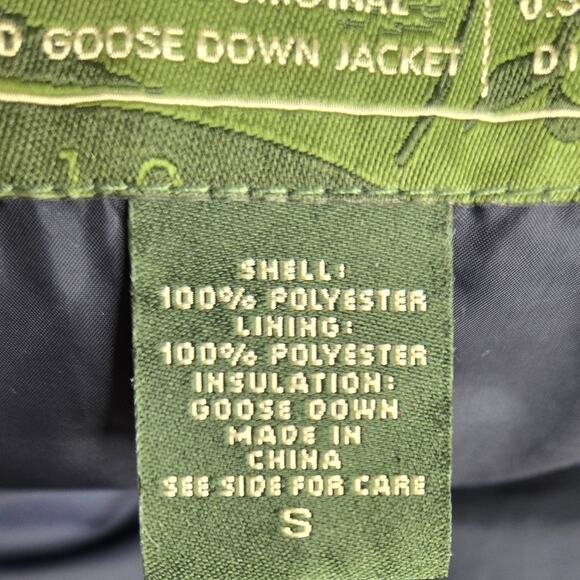 ORIGINAL
D GOOSE DOWN JACKET
SHELL:
100% POLYESTER
LINING:
100% POLYESTER
INSULATION:
GOOSE DOWN
MADE IN
CHINA
SEE SIDE FOR CARE
S